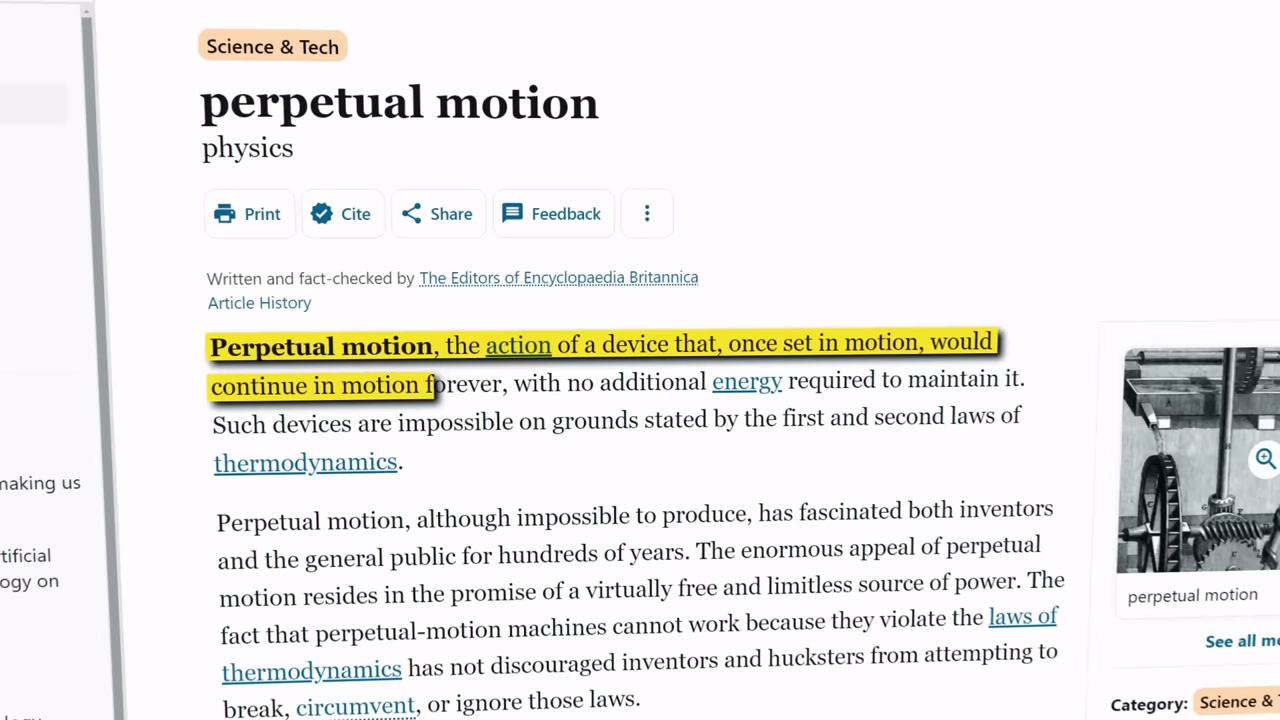 Science & Tech
perpetual motion
physics
Print Cite Share Feedback
Written and fact-checked by The Editors of Encyclopaedia Britannica
Article History
Perpetual motion, the action of a device that, once set in motion, would
continue in motion forever, with no additional energy required to maintain it.
Such devices are impossible on grounds stated by the first and second laws of
thermodynamics.
making us
Perpetual motion, although impossible to produce, has fascinated both inventors
and the general public for hundreds of years. The enormous appeal of perpetual
motion resides in the promise of a virtually free and limitless source of power. The
fact that perpetual-motion machines cannot work because they violate the laws of
thermodynamics has not discouraged inventors and hucksters from attempting to
break, circumvent, or ignore those laws.
tificial
ogy on
perpetual motion
See all me
Category: Science &